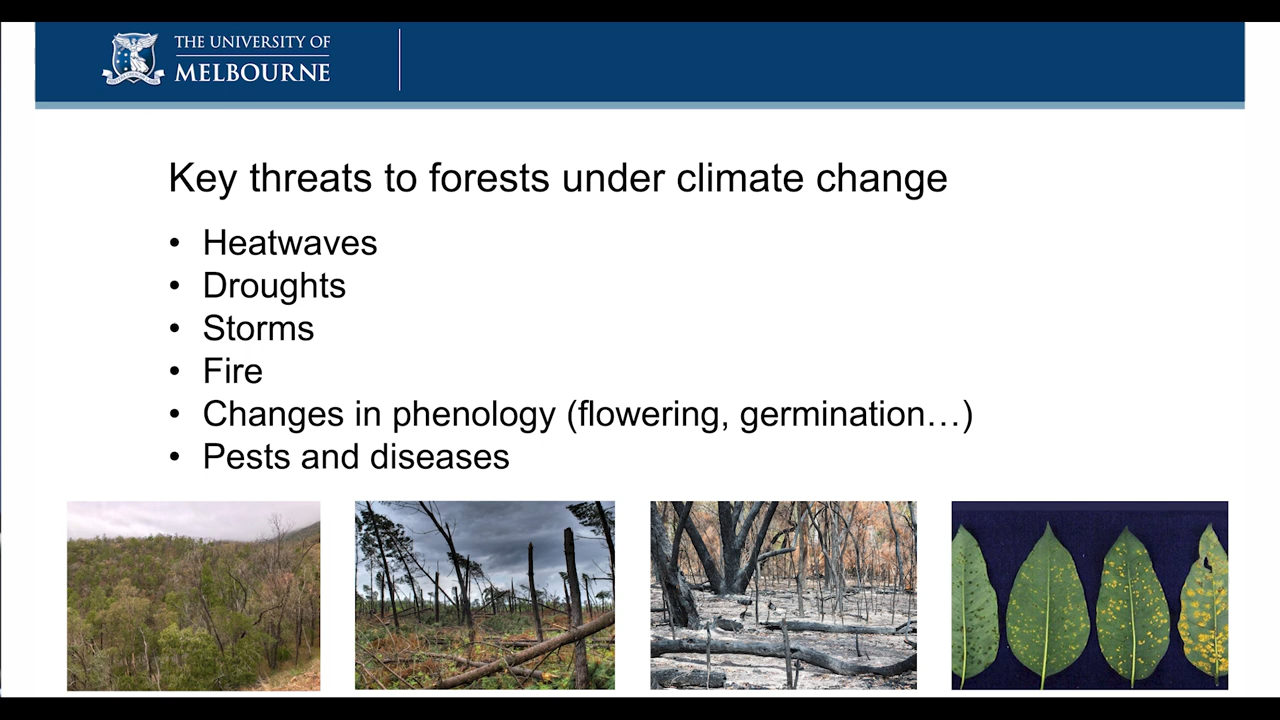 THE UNIVERSITY OF
MELBOURNE
Key threats to forests under climate change
• Heatwaves
• Droughts
• Storms
• Fire
• Changes in phenology (flowering, germination…)
• Pests and diseases